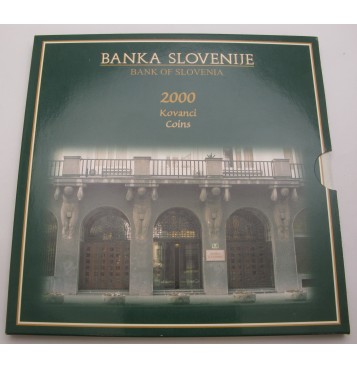 BANKA SLOVENIJE
BANK OF SLOVENIA
2000
Kovanci
Coins